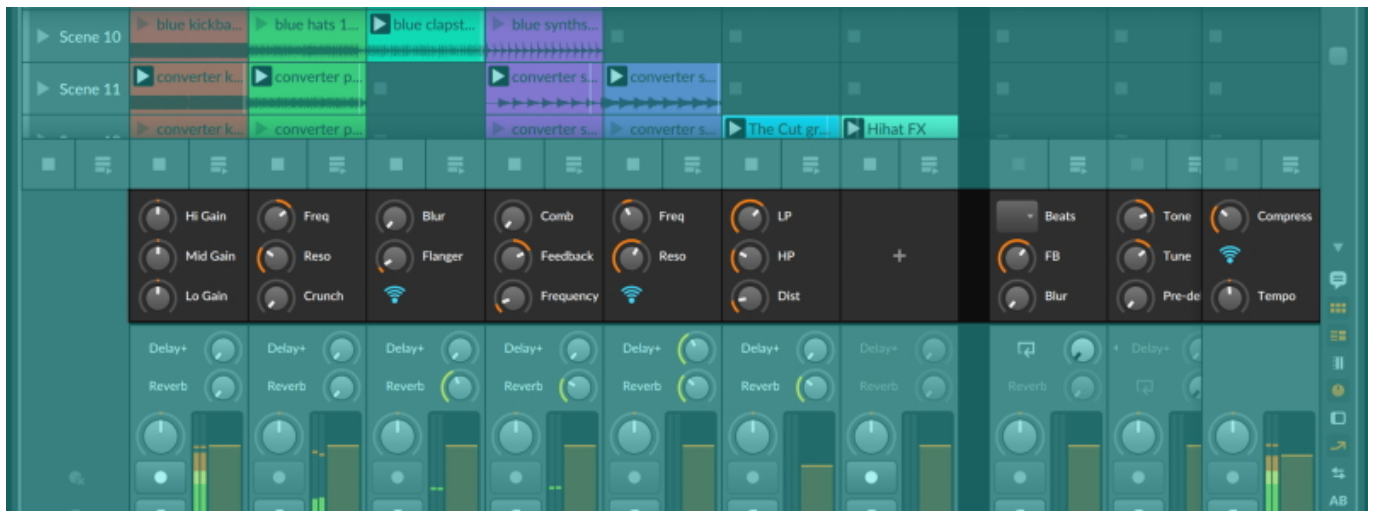 Scene 10
blue kickba...
blue hats 1...
blue clapst...
blue synths...
Scene 11
converter k...
converter p...
converter s...
converter s...
converter k...
converter p...
converter s...
converter s...
The Cut gr...
Hihat FX
Hi Gain
Freq
Blur
Comb
Freq
LP
Beats
Tone
Compress
Mid Gain
Reso
Flanger
Feedback
Reso
HP
+
FB
Tune
Lo Gain
Crunch
Frequency
Dist
Blur
Pre-de
Tempo
Delay+
Delay+
Delay+
Delay+
Delay+
Delay+
Delay+
Delay+
Reverb
Reverb
Reverb
Reverb
Reverb
Reverb
Reverb
Reverb
AB